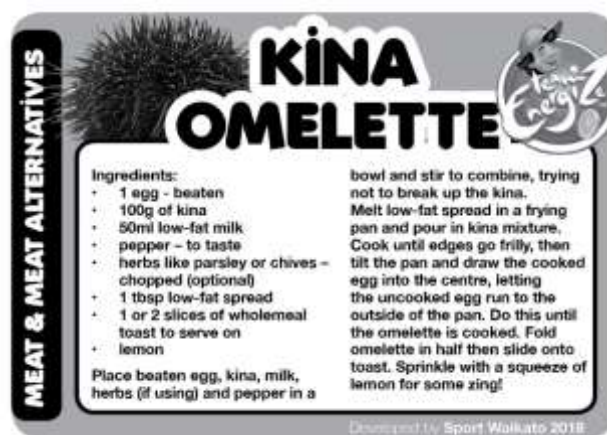 MEAT & MEAT ALTERNATIVES
KINA
OMELETTE
Ingredients:
• 1 egg - beaten
• 100g of kina
• 50ml low-fat milk
• pepper – to taste
• herbs like parsley or chives –
chopped (optional)
• 1 tbsp low-fat spread
• 1 or 2 slices of wholemeal
toast to serve on
• lemon
Place beaten egg, kina, milk,
herbs (if using) and pepper in a
bowl and stir to combine, trying
not to break up the kina.
Melt low-fat spread in a frying
pan and pour in kina mixture.
Cook until edges go frilly, then
tilt the pan and draw the cooked
egg into the centre, letting
the uncooked egg run to the
outside of the pan. Do this until
the omelette is cooked. Fold
omelette in half then slide onto
toast. Sprinkle with a squeeze of
lemon for some zing!
Developed by Sport Waikato 2018